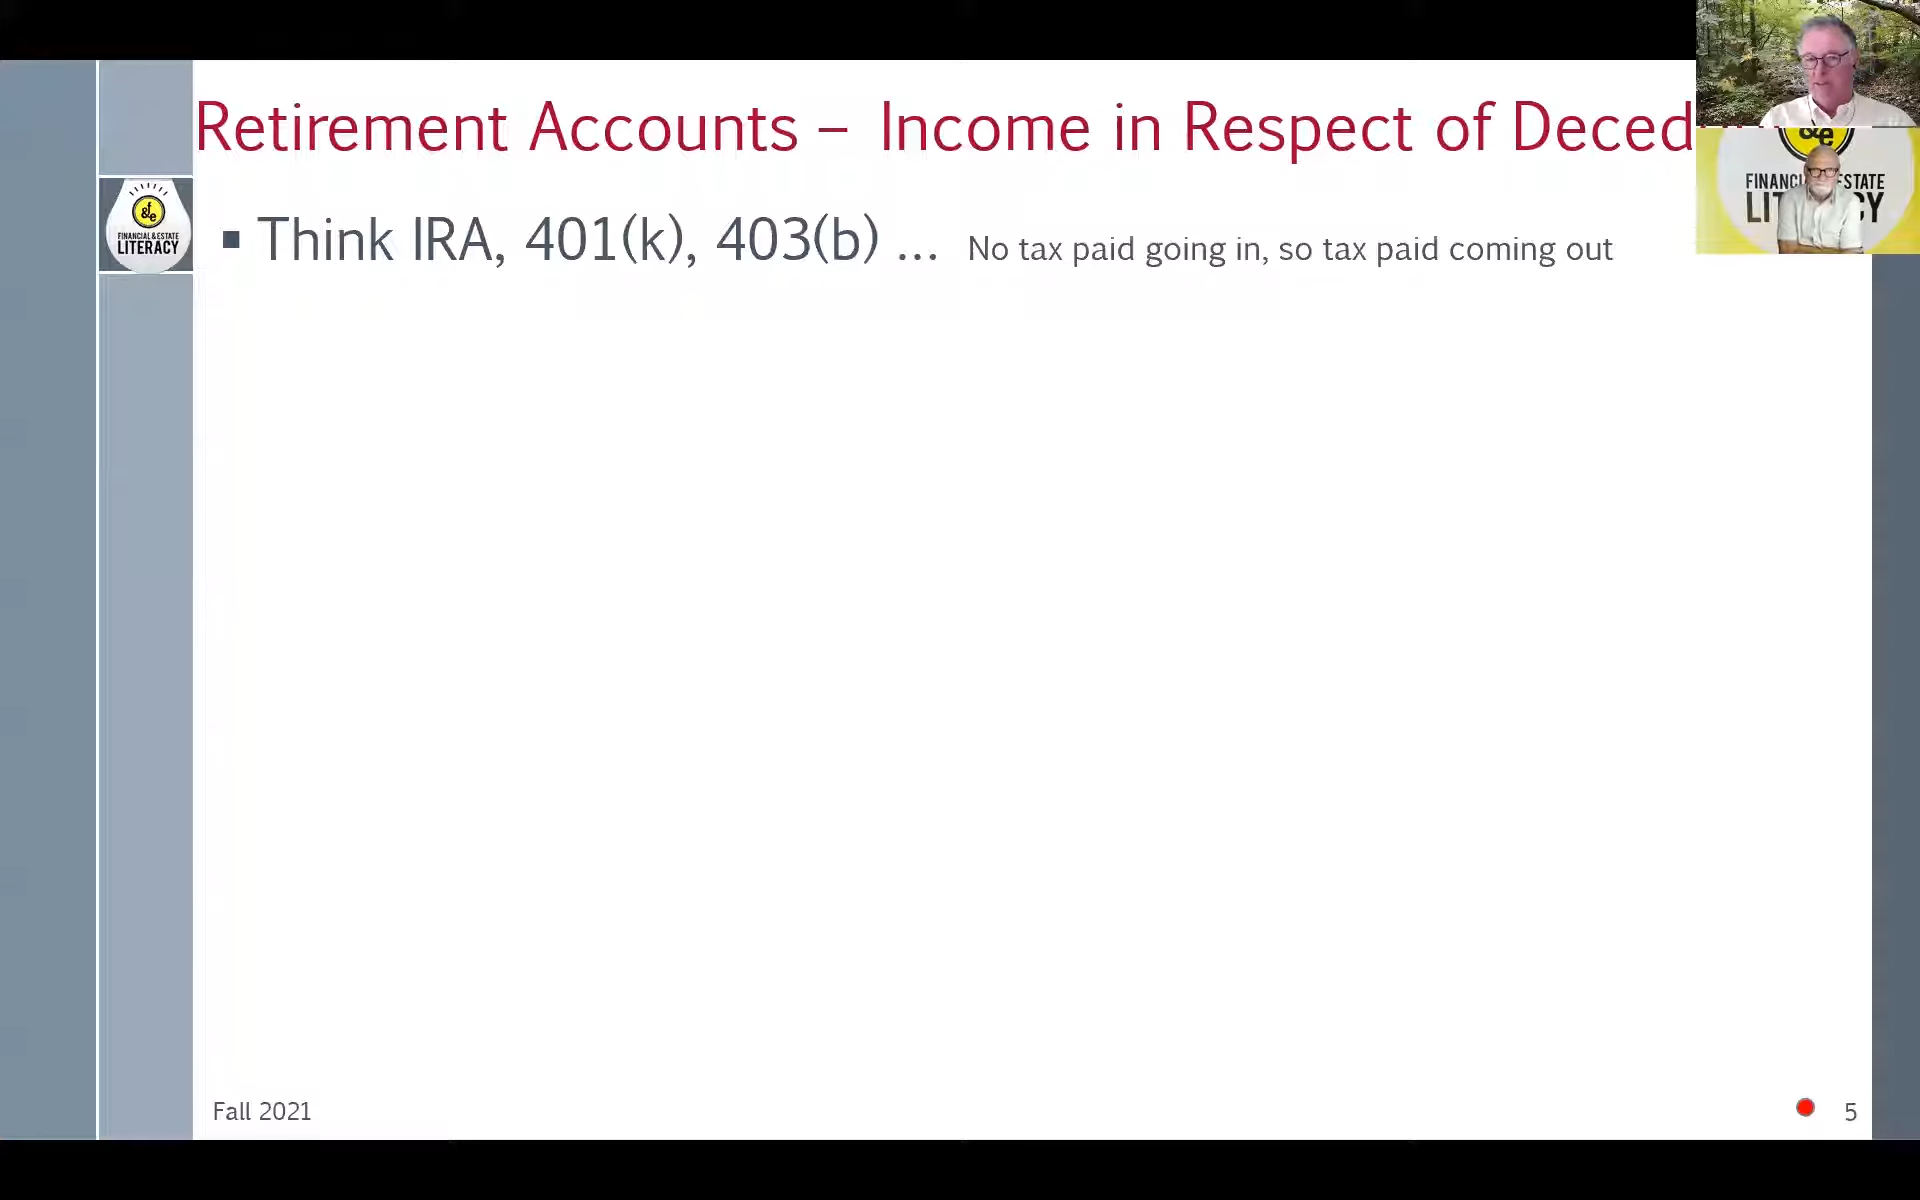 Retirement Accounts – Income in Respect of Deced
&fe
FINANCIAL & ESTATE
LITERACY
▪ Think IRA, 401(k), 403(b) ... No tax paid going in, so tax paid coming out
Fall 2021
5